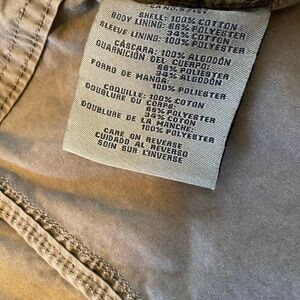 SHELL: 100% COTTON
BODY LINING: 66% POLYESTER
34% COTTON
SLEEVE LINING: 100% POLYESTER
CÁSCARA: 100% ALGODÓN
GUARNICIÓN DEL CUERPO:
66% POLIÉSTER
34% ALGODÓN
FORRO DE MANGA:
100% POLIÉSTER
COQUILLE: 100% COTON
DOUBLURE DU CORPS:
66% POLYESTER
34% COTON
DOUBLURE DE LA MANCHE:
100% POLYESTER
CARE ON REVERSE
CUIDADO AL REVERSO
SOIN SUR L'INVERSE